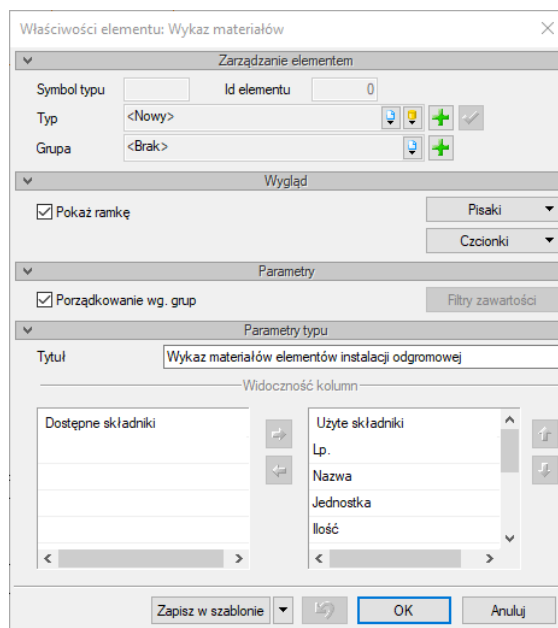 Właściwości elementu: Wykaz materiałów
Zarządzanie elementem
Symbol typu Id elementu 0
Typ <Nowy>
Grupa <Brak>
Wygląd
Pokaż ramkę Pisaki
Czcionki
Parametry
Porządkowanie wg. grup Filtry zawartości
Parametry typu
Tytuł Wykaz materiałów elementów instalacji odgromowej
Widoczność kolumn
Dostępne składniki Użyte składniki
Lp.
Nazwa
Jednostka
Ilość
Zapisz w szablonie OK Anuluj